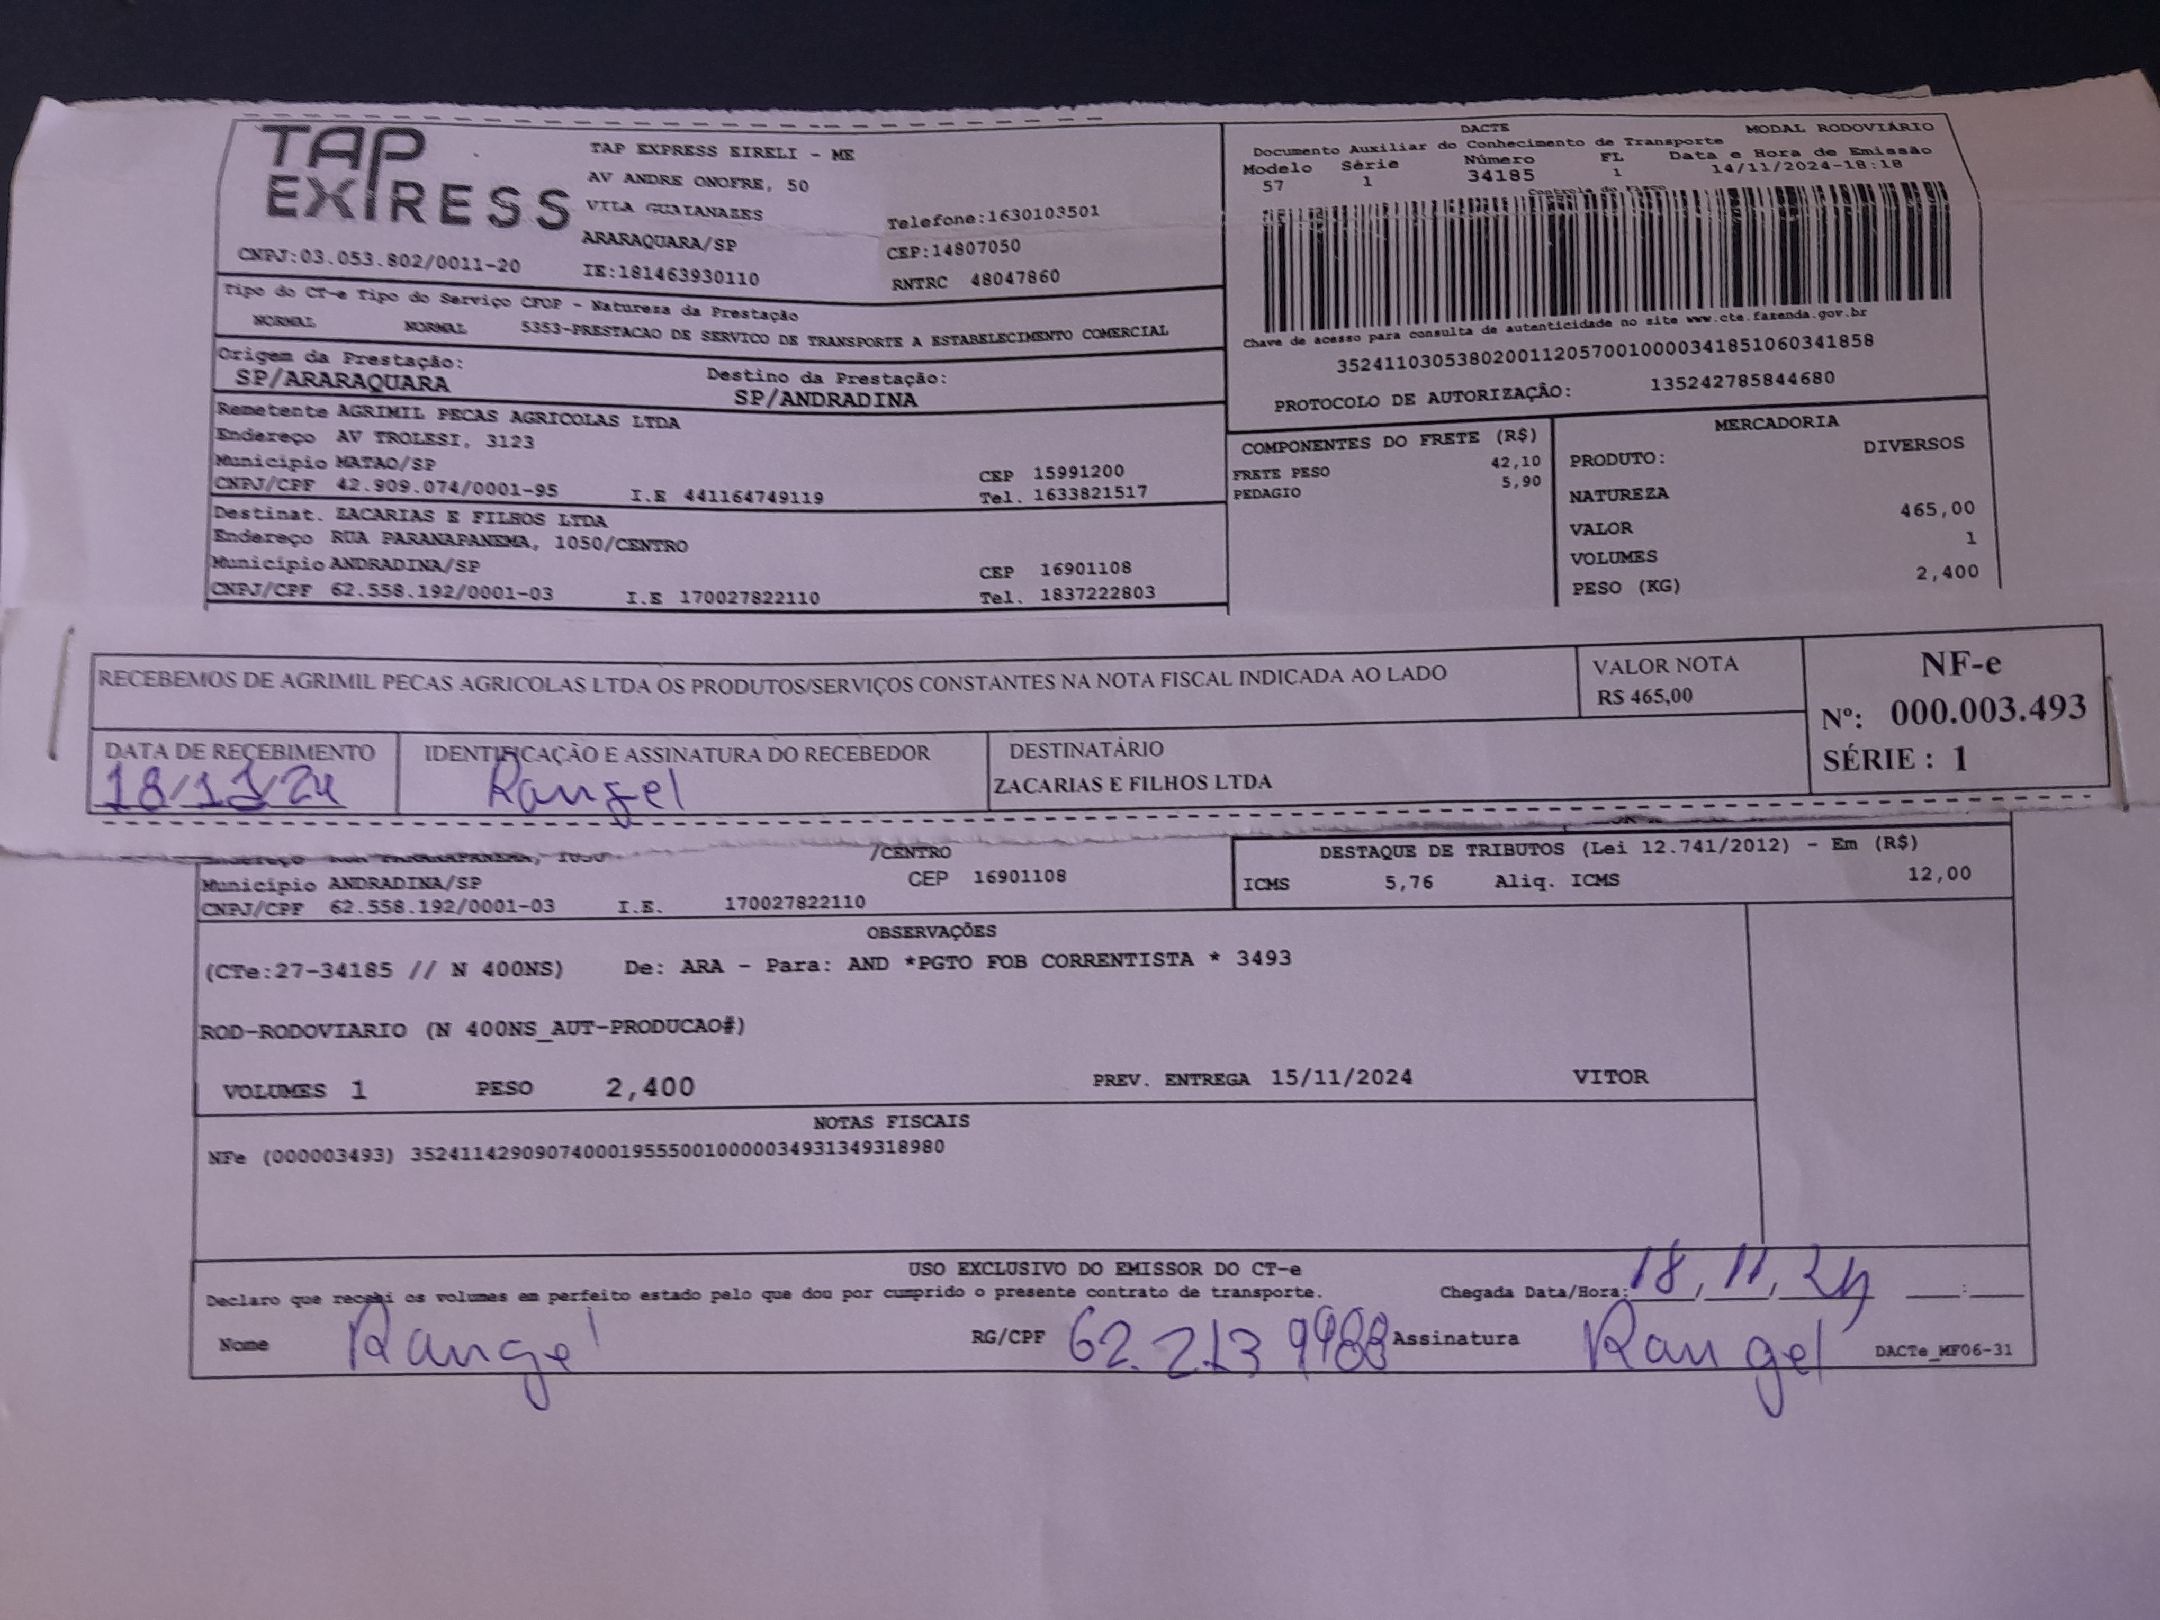 TAP EXPRESS
TAP EXPRESS EIRELI - ME
AV ANDRE ONOFRE, 50
VILA GUAIANAZES
Telefone:1630103501
ARARAQUARA/SP
CEP:14807050
CNPJ:03.053.802/0011-20
IE:181463930110
RNTRC 48047860
DACTE
MODAL RODOVIÁRIO
Documento Auxiliar do Conhecimento de Transporte
Modelo Série Número FL Data e Hora de Emissão
57 1 34185 1 14/11/2024-18:18
Controle do Fisco
Chave de acesso para consulta de autenticidade no site www.cte.fazenda.gov.br
35241103053802001120570010000341851060341858
PROTOCOLO DE AUTORIZAÇÃO: 135242785844680
Tipo do CT-e Tipo do Serviço CFOP - Natureza da Prestação
NORMAL NORMAL 5353-PRESTACAO DE SERVICO DE TRANSPORTE A ESTABELECIMENTO COMERCIAL
Origem da Prestação:
SP/ARARAQUARA
Destino da Prestação:
SP/ANDRADINA
Remetente AGRIMIL PECAS AGRICOLAS LTDA
Endereço AV TROLESI, 3123
Município MATAO/SP CEP 15991200
CNPJ/CPF 42.909.074/0001-95 I.E 441164749119 Tel. 1633821517
Destinat. ZACARIAS E FILHOS LTDA
Endereço RUA PARANAPANEMA, 1050/CENTRO
Município ANDRADINA/SP CEP 16901108
CNPJ/CPF 62.558.192/0001-03 I.E 170027822110 Tel. 1837222803
COMPONENTES DO FRETE (R$)
FRETE PESO 42,10
PEDAGIO 5,90
MERCADORIA
PRODUTO: DIVERSOS
NATUREZA
VALOR 465,00
VOLUMES 1
PESO (KG) 2,400
RECEBEMOS DE AGRIMIL PECAS AGRICOLAS LTDA OS PRODUTOS/SERVIÇOS CONSTANTES NA NOTA FISCAL INDICADA AO LADO
VALOR NOTA
R$ 465,00
NF-e
Nº: 000.003.493
SÉRIE : 1
DATA DE RECEBIMENTO
18/11/24
IDENTIFICAÇÃO E ASSINATURA DO RECEBEDOR
Rangel
DESTINATÁRIO
ZACARIAS E FILHOS LTDA
Endereço RUA PARANAPANEMA, 1050 /CENTRO
Município ANDRADINA/SP CEP 16901108
CNPJ/CPF 62.558.192/0001-03 I.E. 170027822110
DESTAQUE DE TRIBUTOS (Lei 12.741/2012) - Em (R$)
ICMS 5,76 Aliq. ICMS 12,00
OBSERVAÇÕES
(CTe:27-34185 // N 400NS) De: ARA - Para: AND *PGTO FOB CORRENTISTA * 3493
ROD-RODOVIARIO (N 400NS_AUT-PRODUCAO#)
VOLUMES 1 PESO 2,400 PREV. ENTREGA 15/11/2024 VITOR
NOTAS FISCAIS
NFe (000003493) 35241142909074000195550010000034931349318980
USO EXCLUSIVO DO EMISSOR DO CT-e
Declaro que recebi os volumes em perfeito estado pelo que dou por cumprido o presente contrato de transporte.
Chegada Data/Hora: 18, 11, 24
Nome Rangel RG/CPF 62.213 9988 Assinatura Rangel DACTe_MF06-31